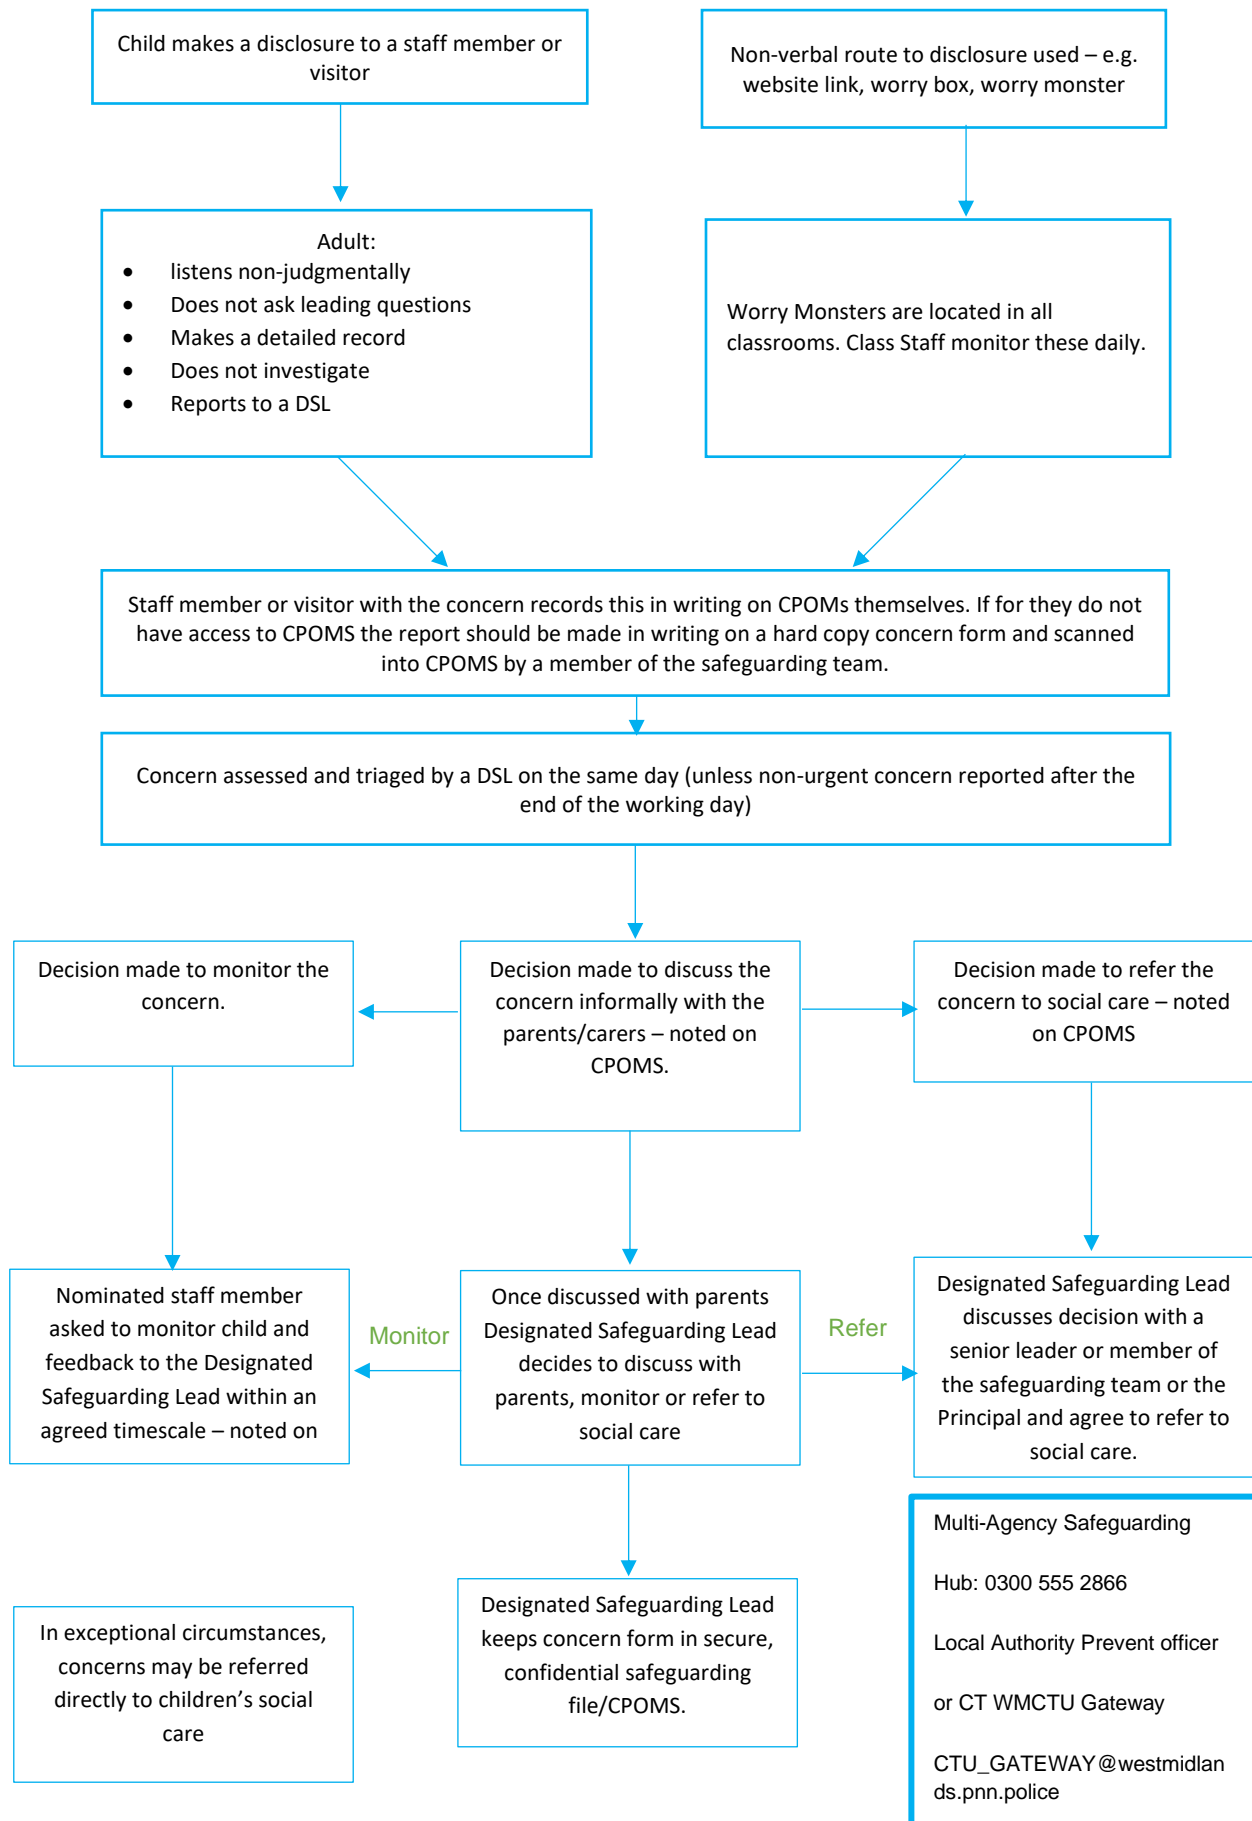 Child makes a disclosure to a staff member or
visitor
Non-verbal route to disclosure used – e.g.
website link, worry box, worry monster
Adult:
• listens non-judgmentally
• Does not ask leading questions
• Makes a detailed record
• Does not investigate
• Reports to a DSL
Worry Monsters are located in all
classrooms. Class Staff monitor these daily.
Staff member or visitor with the concern records this in writing on CPOMs themselves. If for they do not
have access to CPOMS the report should be made in writing on a hard copy concern form and scanned
into CPOMS by a member of the safeguarding team.
Concern assessed and triaged by a DSL on the same day (unless non-urgent concern reported after the
end of the working day)
Decision made to monitor the
concern.
Decision made to discuss the
concern informally with the
parents/carers – noted on
CPOMS.
Decision made to refer the
concern to social care – noted
on CPOMS
Nominated staff member
asked to monitor child and
feedback to the Designated
Safeguarding Lead within an
agreed timescale – noted on
Monitor
Once discussed with parents
Designated Safeguarding Lead
decides to discuss with
parents, monitor or refer to
social care
Refer
Designated Safeguarding Lead
discusses decision with a
senior leader or member of
the safeguarding team or the
Principal and agree to refer to
social care.
In exceptional circumstances,
concerns may be referred
directly to children’s social
care
Designated Safeguarding Lead
keeps concern form in secure,
confidential safeguarding
file/CPOMS.
Multi-Agency Safeguarding
Hub: 0300 555 2866
Local Authority Prevent officer
or CT WMCTU Gateway
CTU_GATEWAY@westmidlan
ds.pnn.police